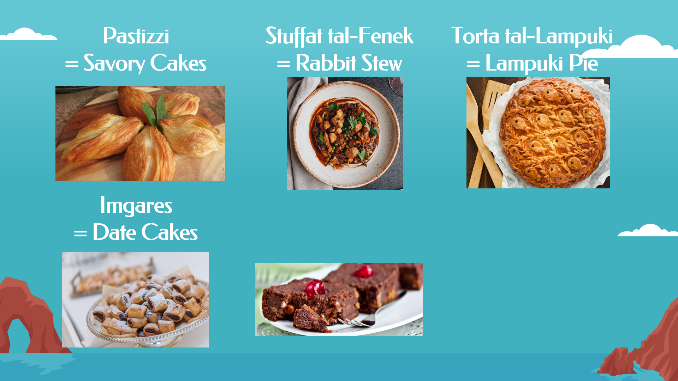 Pastizzi
= Savory Cakes
Stuffat tal-Fenek
= Rabbit Stew
Torta tal-Lampuki
= Lampuki Pie
Imgares
= Date Cakes